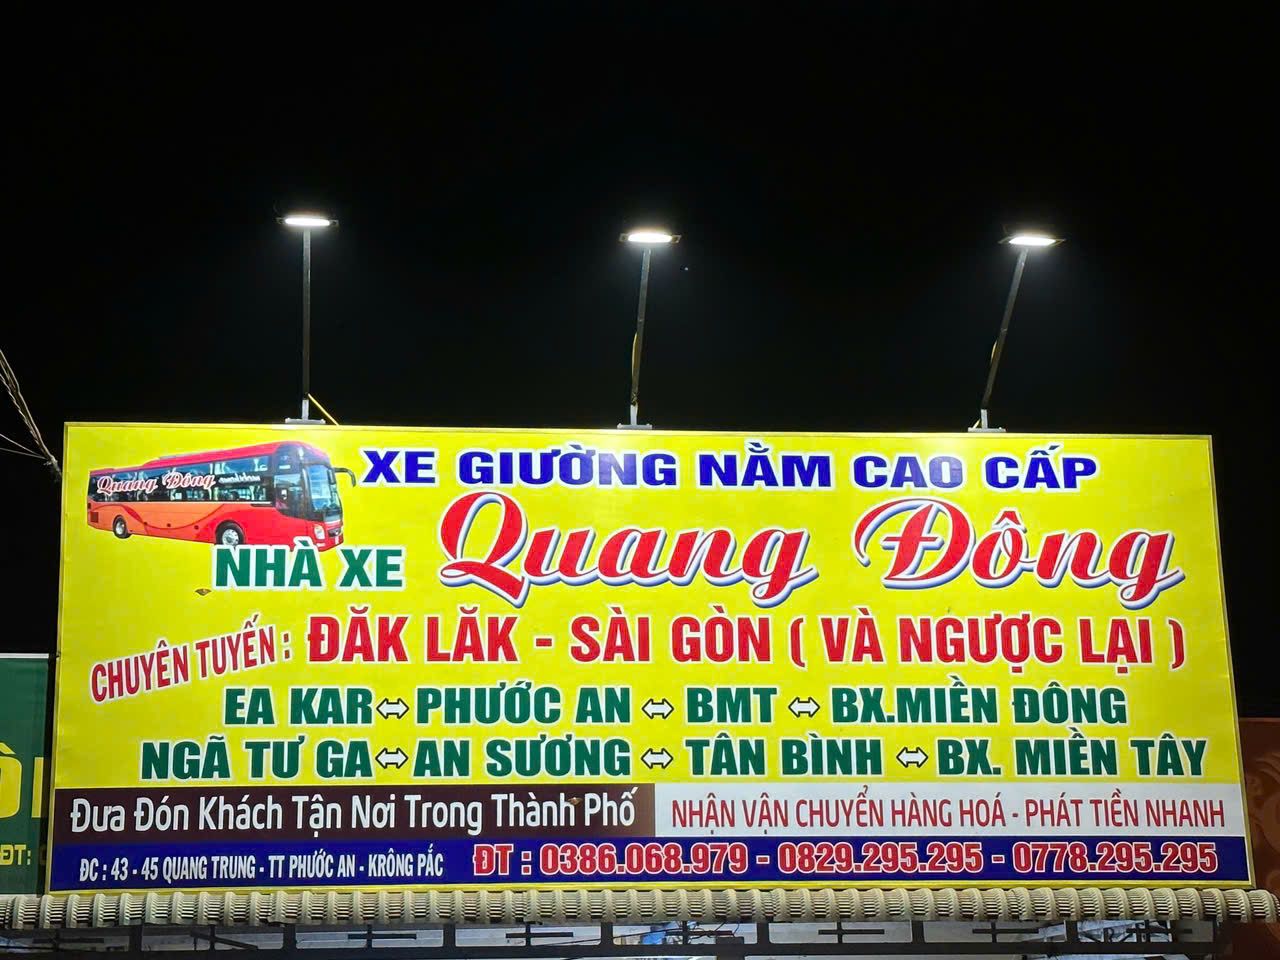 XE GIƯỜNG NẰM CAO CẤP
Quang Đông
NHÀ XE Quang Đông
CHUYÊN TUYẾN : ĐĂK LĂK - SÀI GÒN ( VÀ NGƯỢC LẠI )
EA KAR ⇔ PHƯỚC AN ⇔ BMT ⇔ BX.MIỀN ĐÔNG
NGÃ TƯ GA ⇔ AN SƯƠNG ⇔ TÂN BÌNH ⇔ BX. MIỀN TÂY
Đưa Đón Khách Tận Nơi Trong Thành Phố
NHẬN VẬN CHUYỂN HÀNG HOÁ - PHÁT TIỀN NHANH
ĐC : 43 - 45 QUANG TRUNG - TT PHƯỚC AN - KRÔNG PẮC
ĐT : 0386.068.979 - 0829.295.295 - 0778.295.295
ĐT: